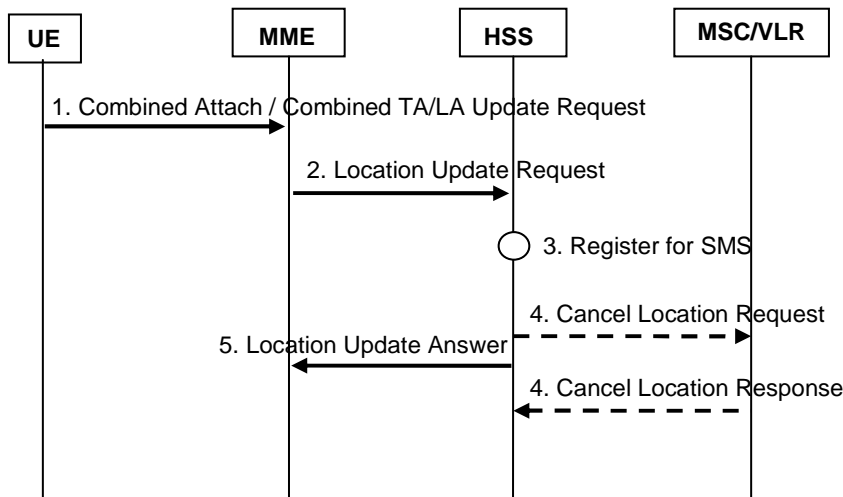 UE
MME
HSS
MSC/VLR
1. Combined Attach / Combined TA/LA Update Request
2. Location Update Request
3. Register for SMS
4. Cancel Location Request
5. Location Update Answer
4. Cancel Location Response